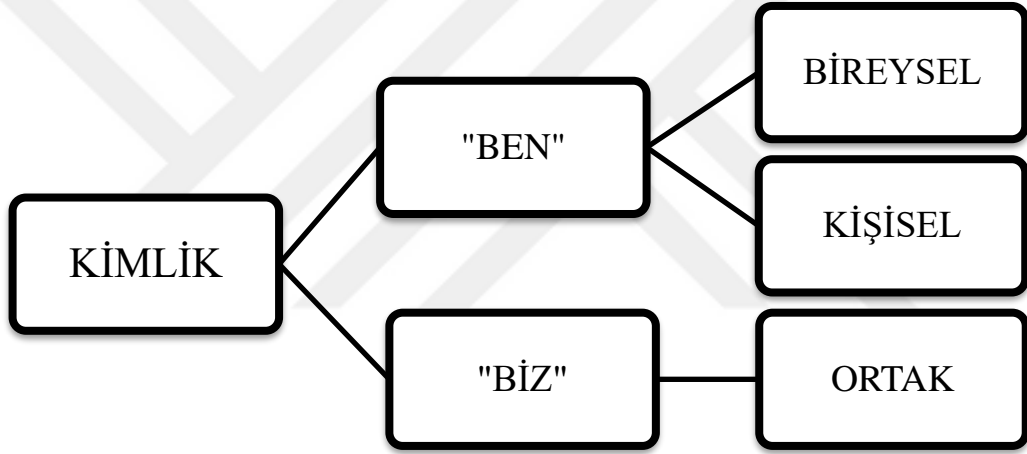 KİMLİK
"BEN"
BİREYSEL
KİŞİSEL
"BİZ"
ORTAK